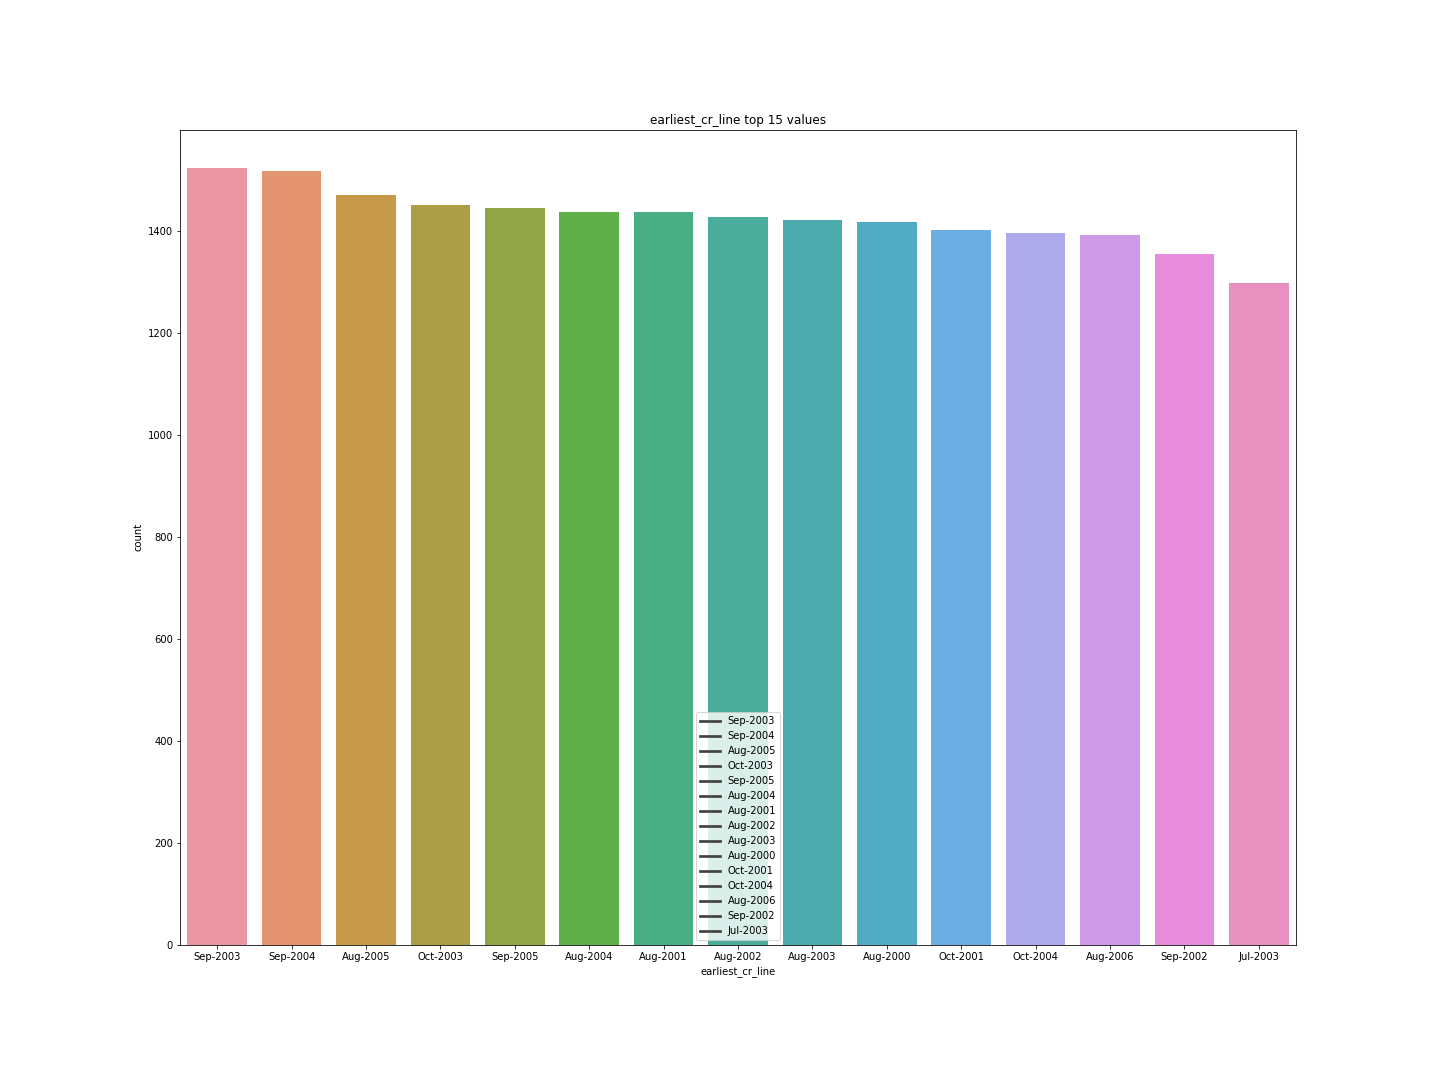 earliest_cr_line top 15 values
1400
1200
1000
800
600
400
200
0
count
Sep-2003
Sep-2004
Aug-2005
Oct-2003
Sep-2005
Aug-2004
Aug-2001
Aug-2002
Aug-2003
Aug-2000
Oct-2001
Oct-2004
Aug-2006
Sep-2002
Jul-2003
Sep-2003 Sep-2004 Aug-2005 Oct-2003 Sep-2005 Aug-2004 Aug-2001 Aug-2002 Aug-2003 Aug-2000 Oct-2001 Oct-2004 Aug-2006 Sep-2002 Jul-2003
earliest_cr_line